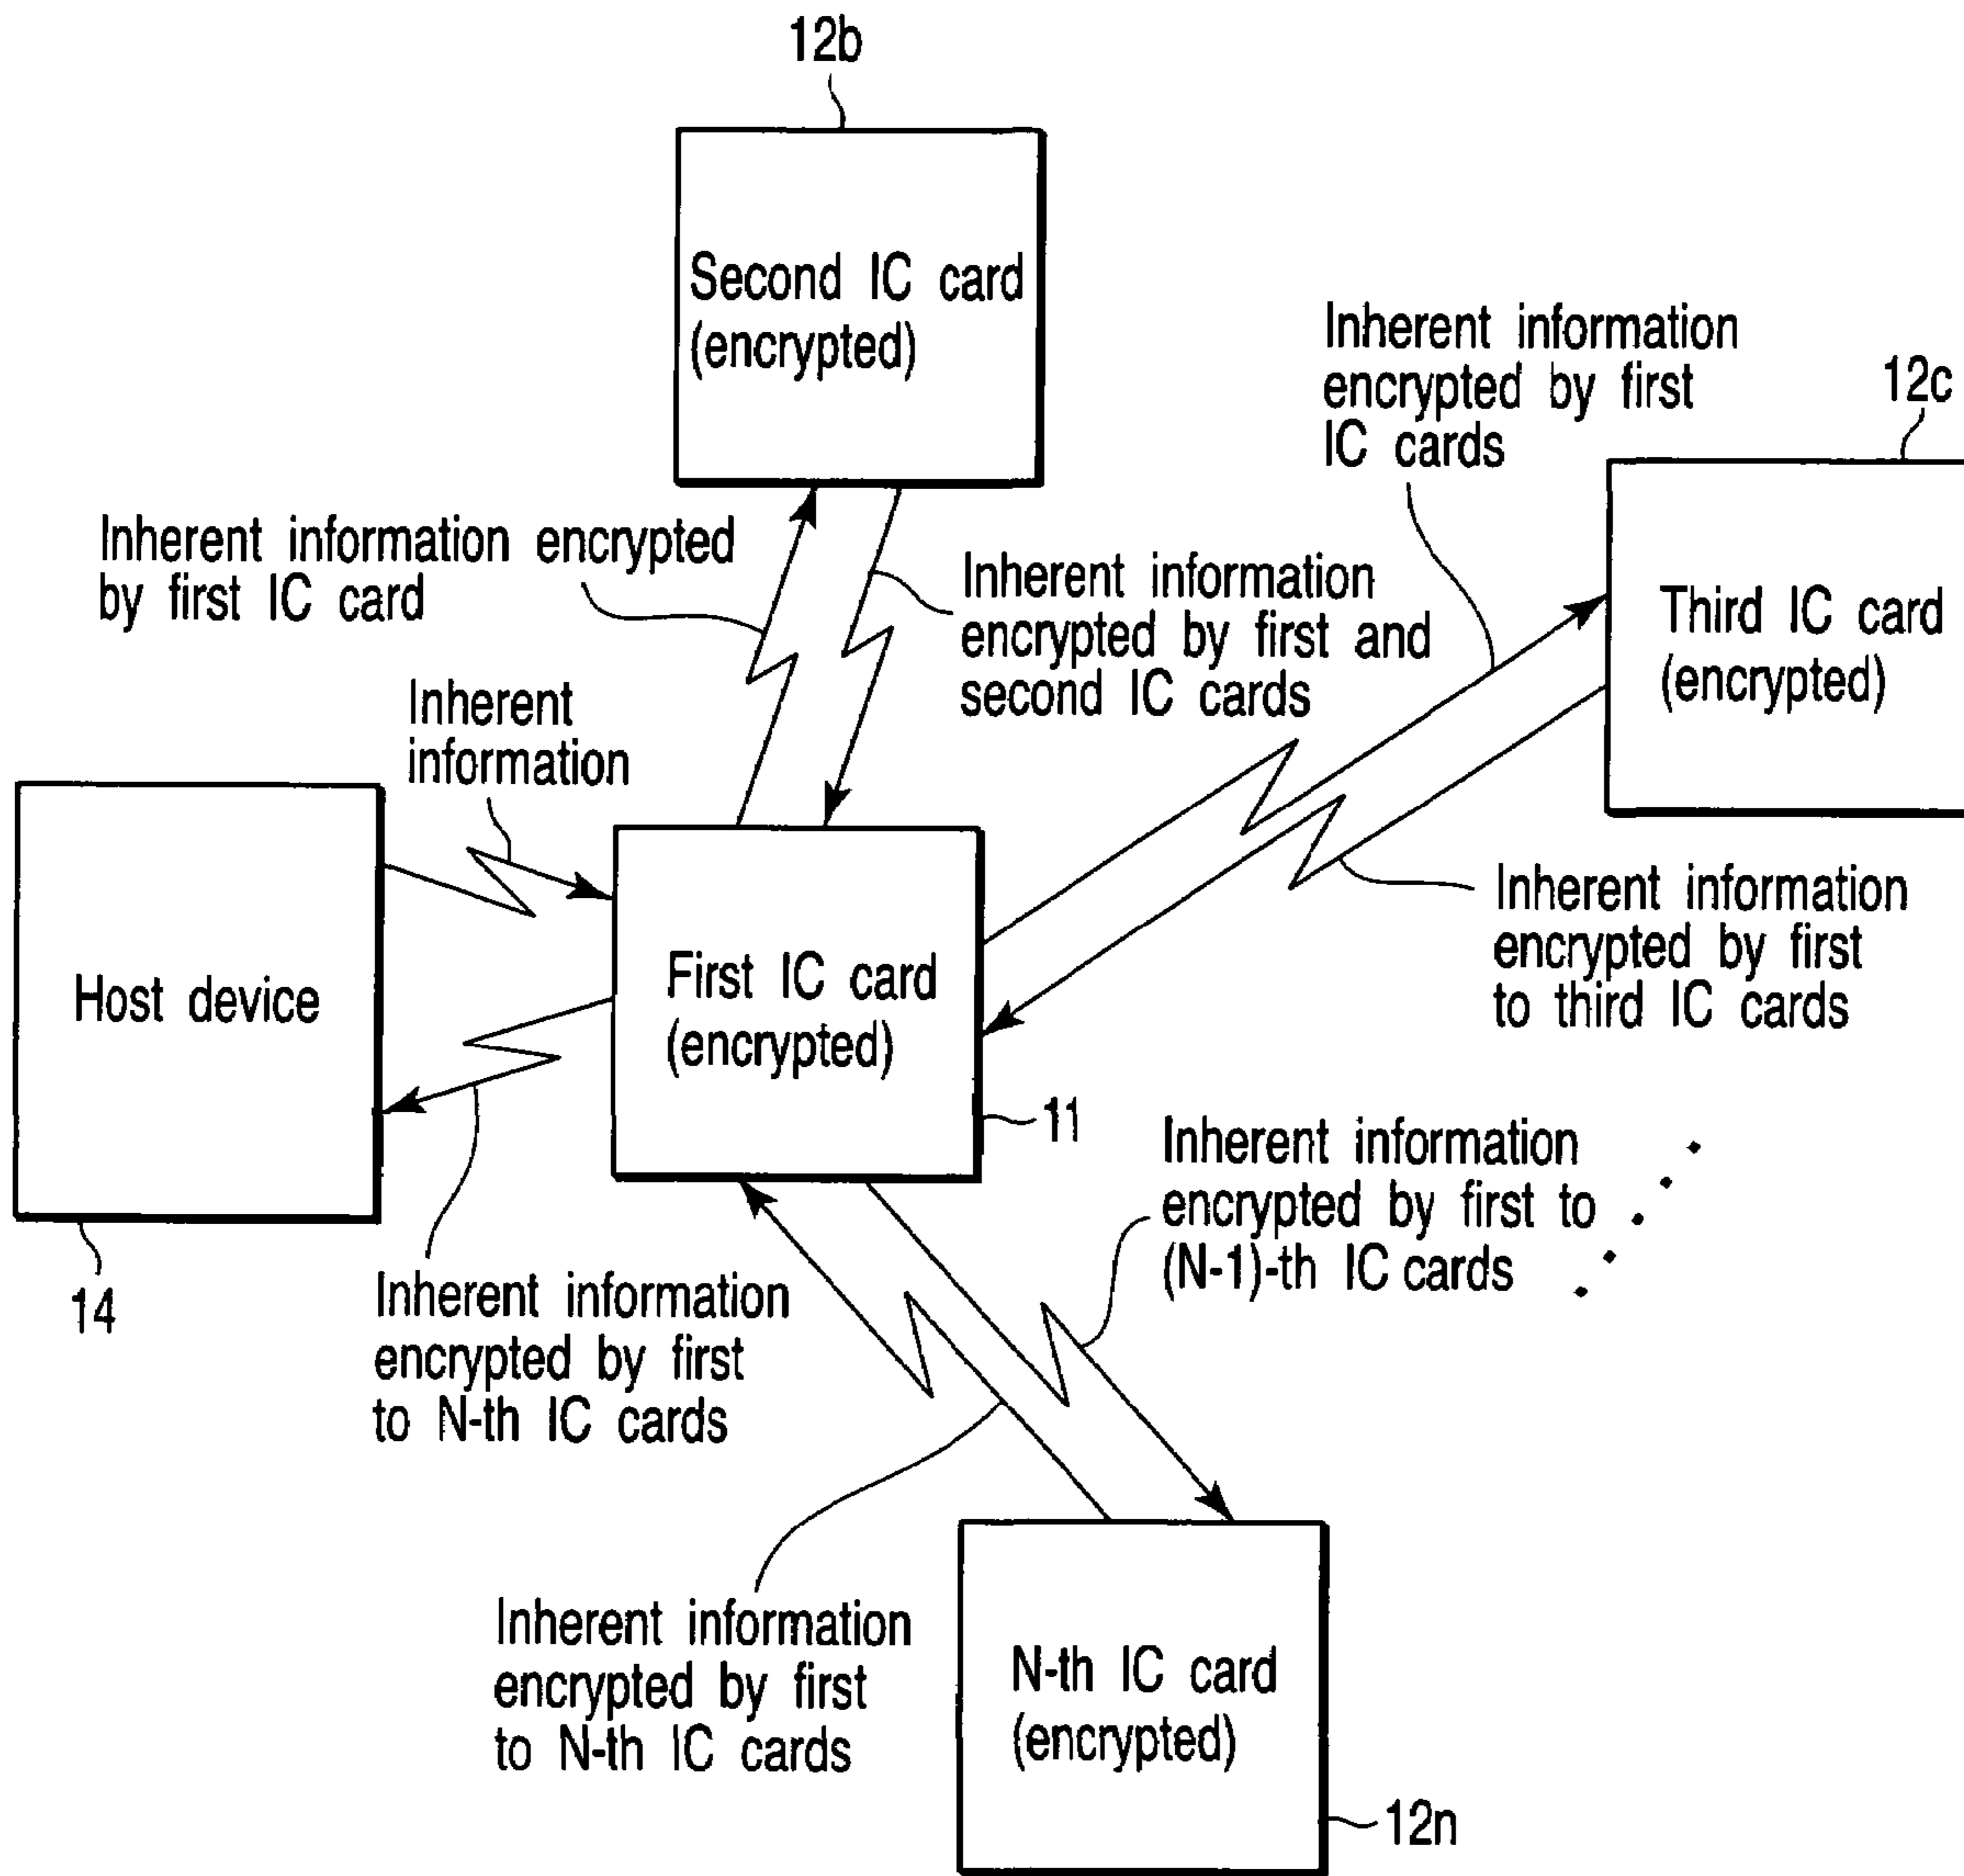 12b
Second IC card
(encrypted)
Inherent information
encrypted by first
IC cards
12c
Third IC card
(encrypted)
Inherent information encrypted
by first IC card
Inherent information
encrypted by first and
second IC cards
Inherent
information
Host device
14
First IC card
(encrypted)
11
Inherent information
encrypted by first
to third IC cards
Inherent information
encrypted by first to
(N-1)-th IC cards
Inherent information
encrypted by first
to N-th IC cards
Inherent information
encrypted by first
to N-th IC cards
N-th IC card
(encrypted)
12n